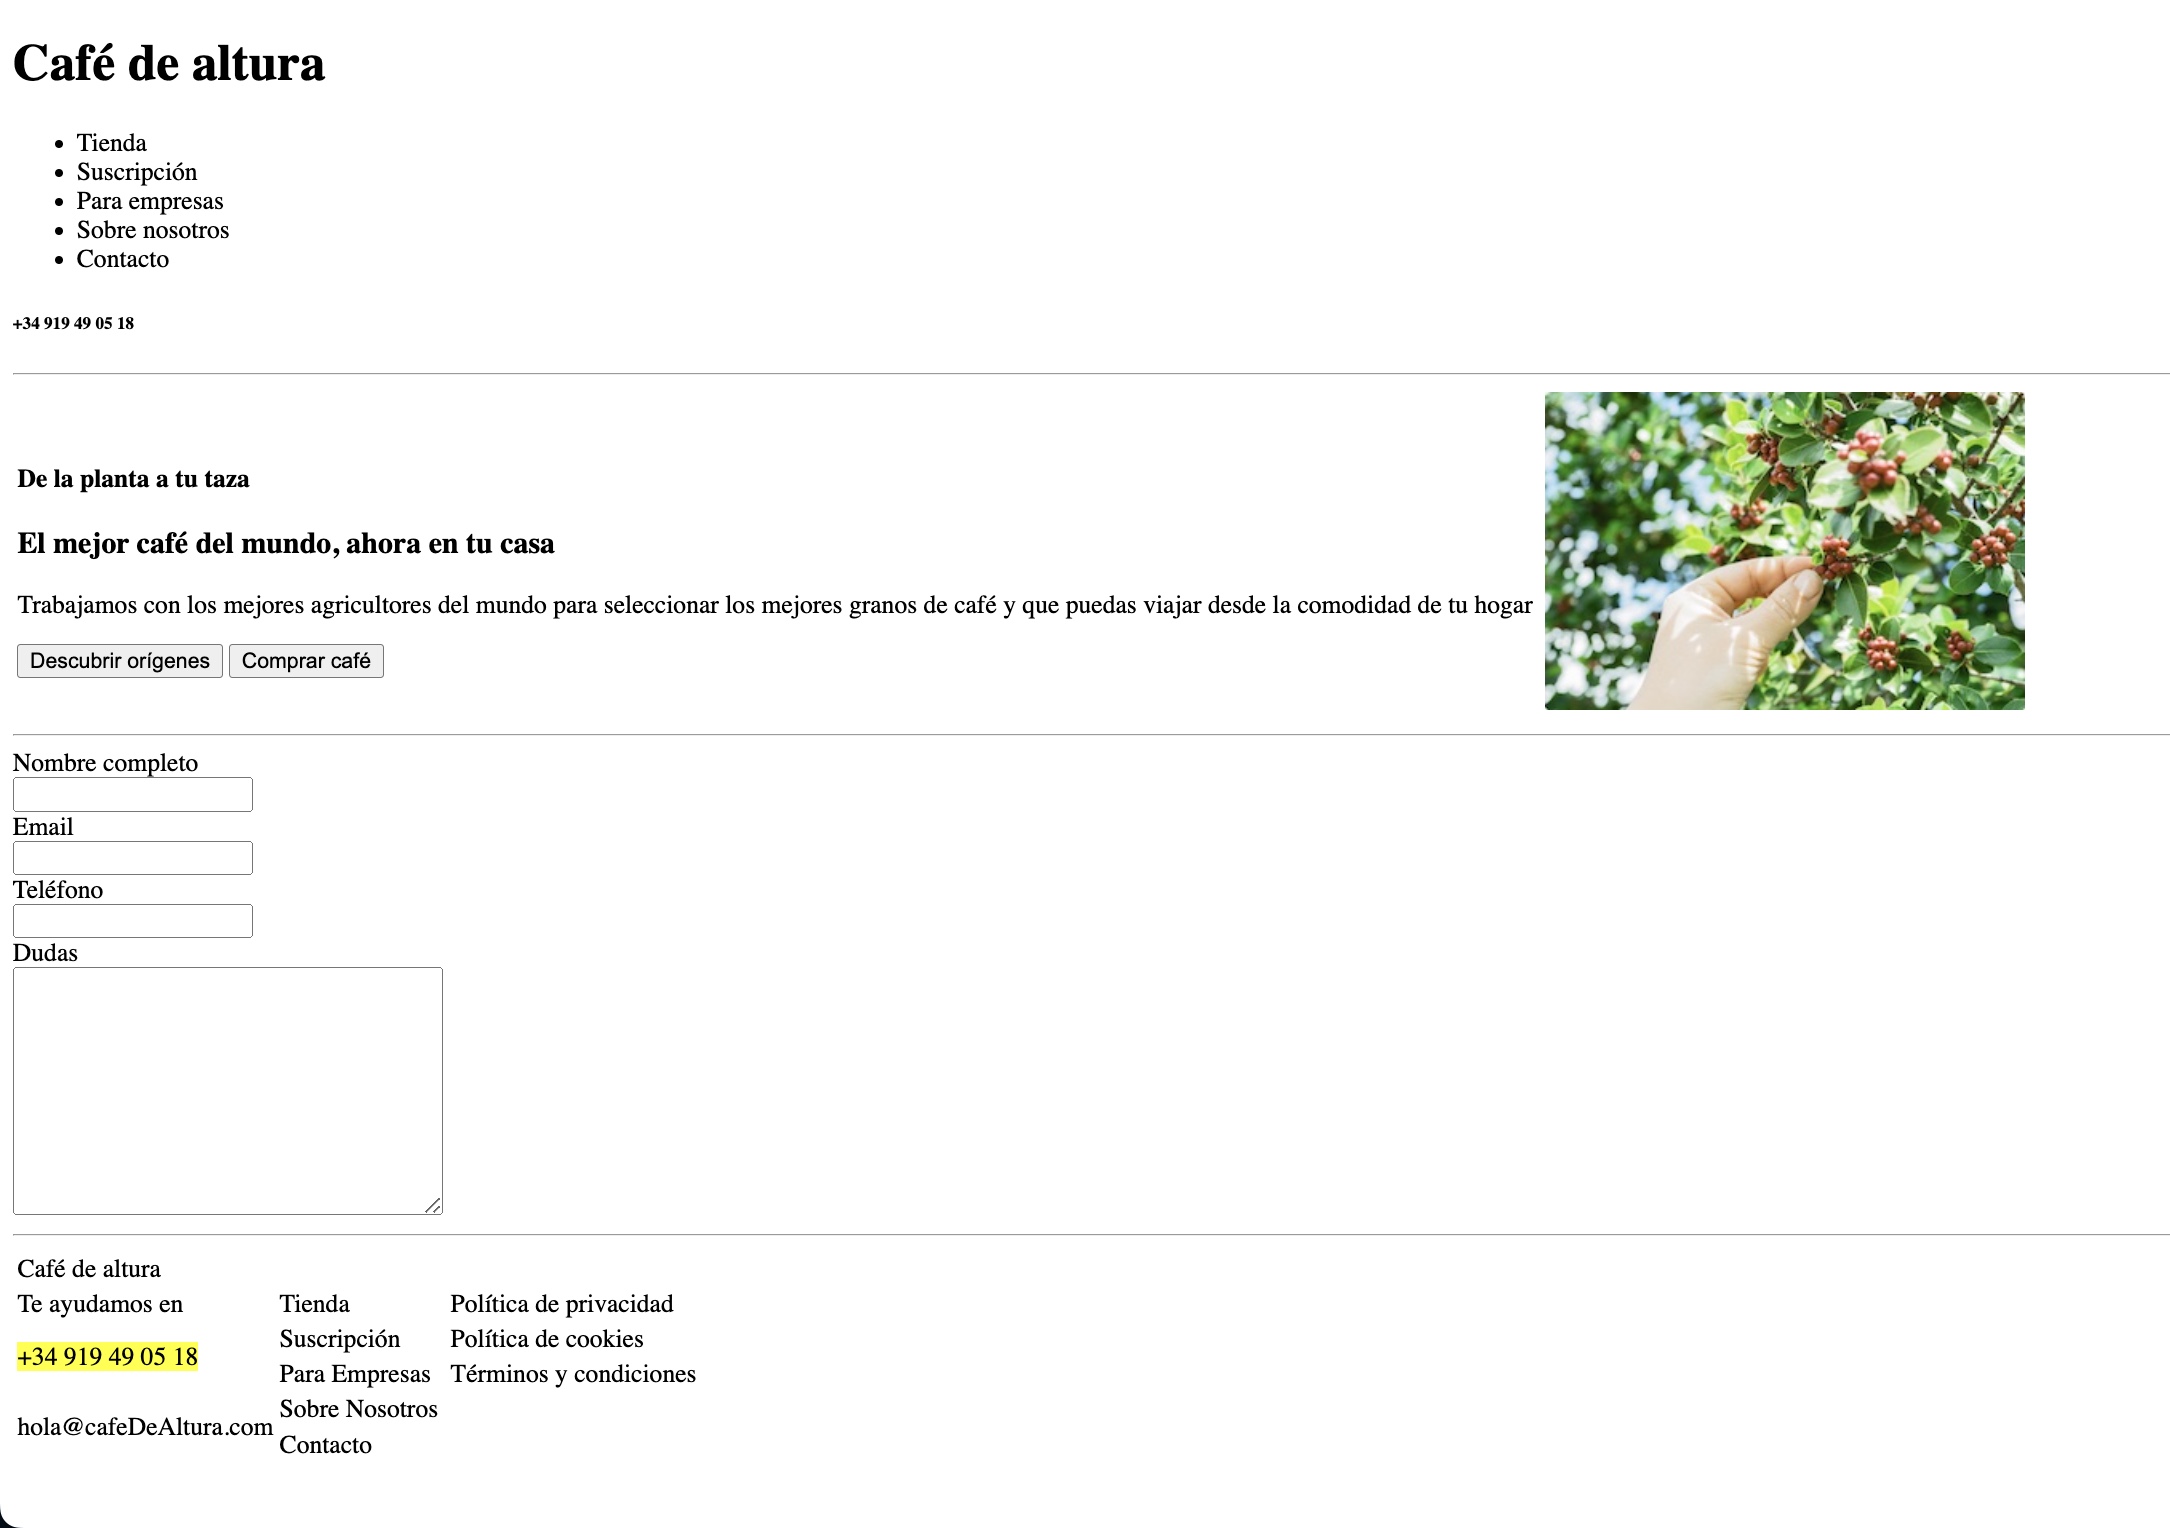 Café de altura
Tienda
Suscripción
Para empresas
Sobre nosotros
Contacto
+34 919 49 05 18
De la planta a tu taza
El mejor café del mundo, ahora en tu casa
Trabajamos con los mejores agricultores del mundo para seleccionar los mejores granos de café y que puedas viajar desde la comodidad de tu hogar
Descubrir orígenes Comprar café
Nombre completo
Email
Teléfono
Dudas
Café de altura
Te ayudamos en
+34 919 49 05 18
hola@cafeDeAltura.com
Tienda
Suscripción
Para Empresas
Sobre Nosotros
Contacto
Política de privacidad
Política de cookies
Términos y condiciones